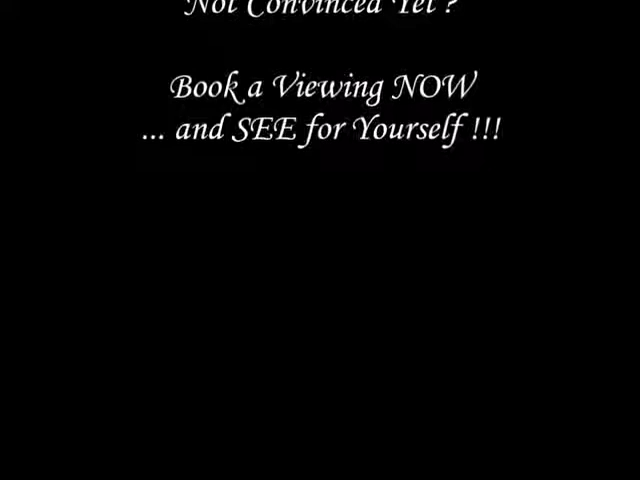 Not Convinced Yet ?
Book a Viewing NOW
... and SEE for Yourself !!!